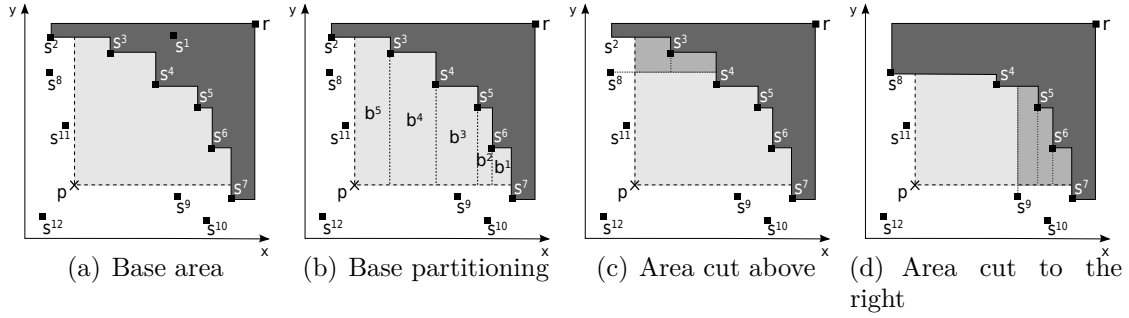 y
r
s²
s³
s¹
s⁴
s⁸
s⁵
s¹¹
s⁶
p
s⁷
s⁹
s¹²
s¹⁰
x
(a) Base area
y
r
s²
s³
s⁴
s⁸
s⁵
b⁵
b⁴
s¹¹
b³
s⁶
b²
b¹
p
s⁷
s⁹
s¹²
s¹⁰
x
(b) Base partitioning
y
r
s²
s³
s⁴
s⁸
s⁵
s¹¹
s⁶
p
s⁷
s⁹
s¹²
s¹⁰
x
(c) Area cut above
y
r
s⁸
s⁴
s⁵
s¹¹
s⁶
p
s⁷
s⁹
s¹²
s¹⁰
x
(d) Area cut to the
right